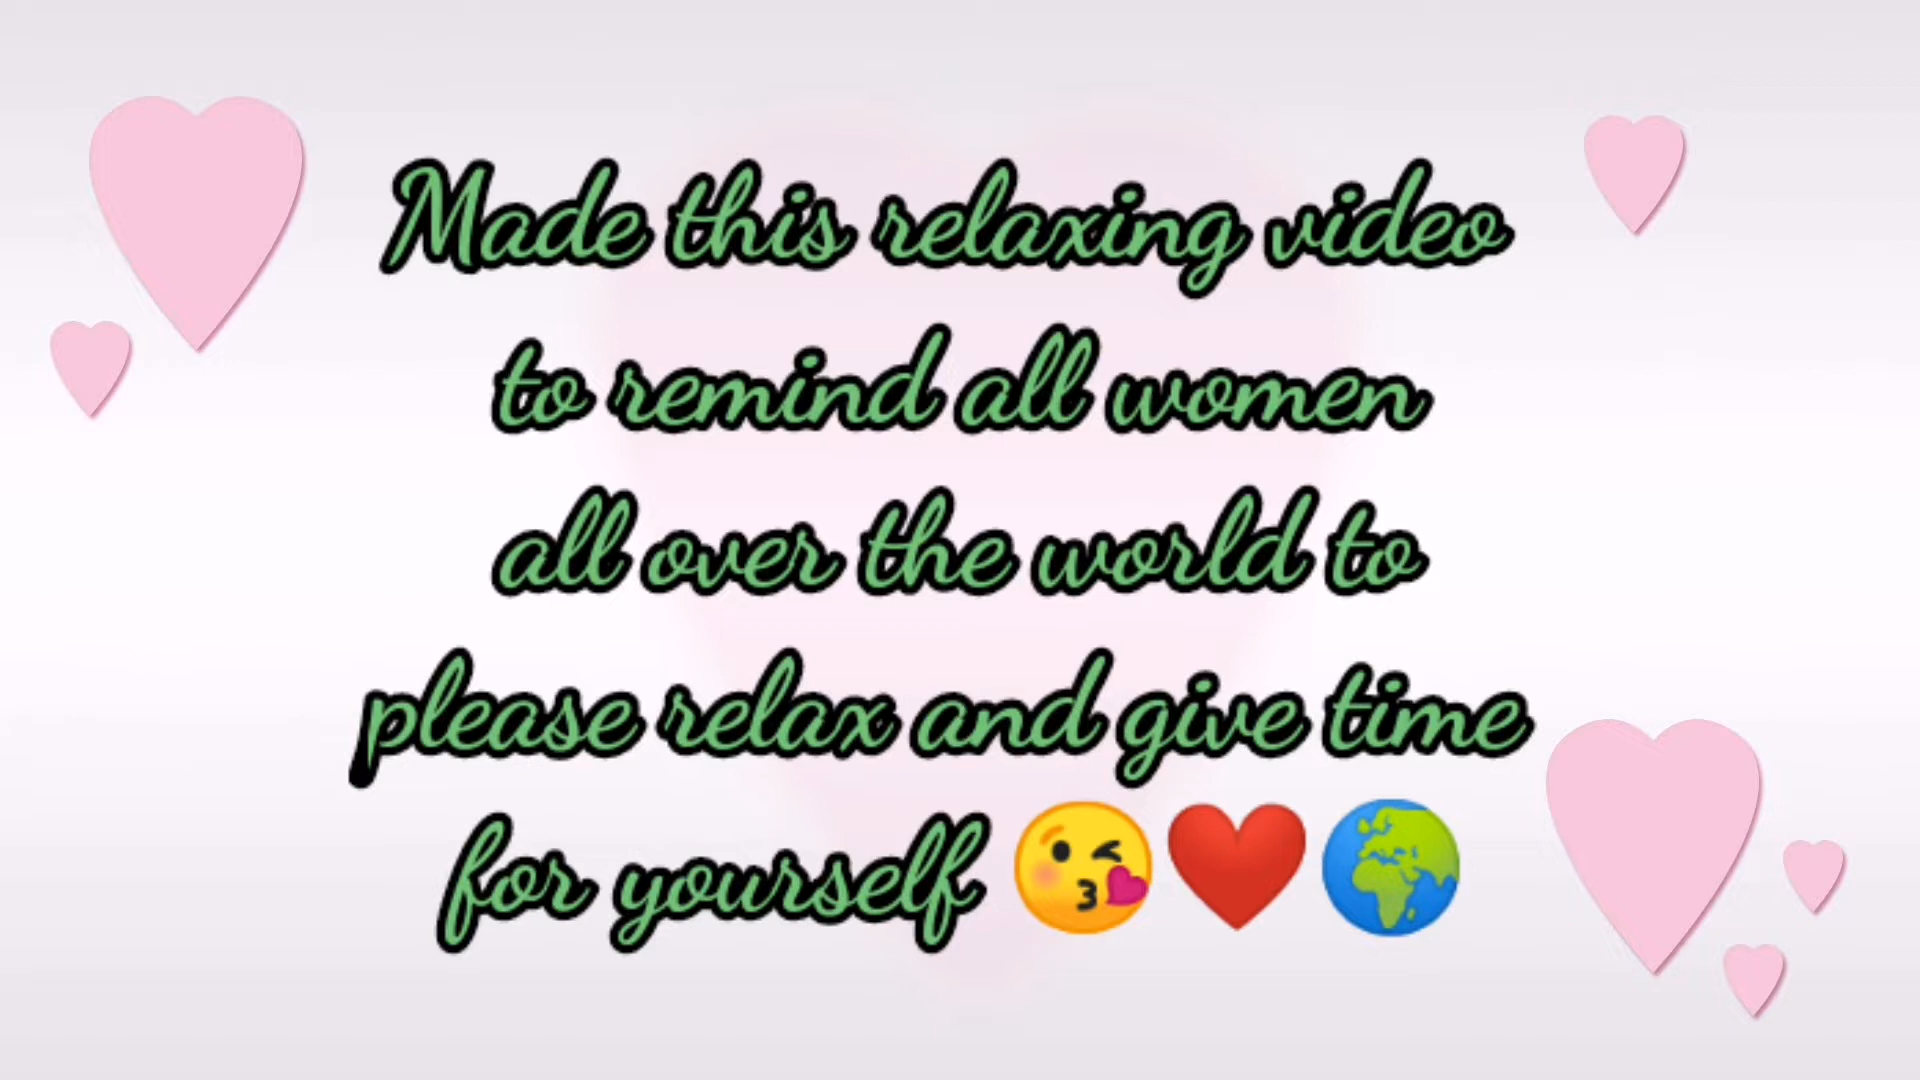 Made this relaxing video
to remind all women
all over the world to
please relax and give time
for yourself 😘❤️🌍